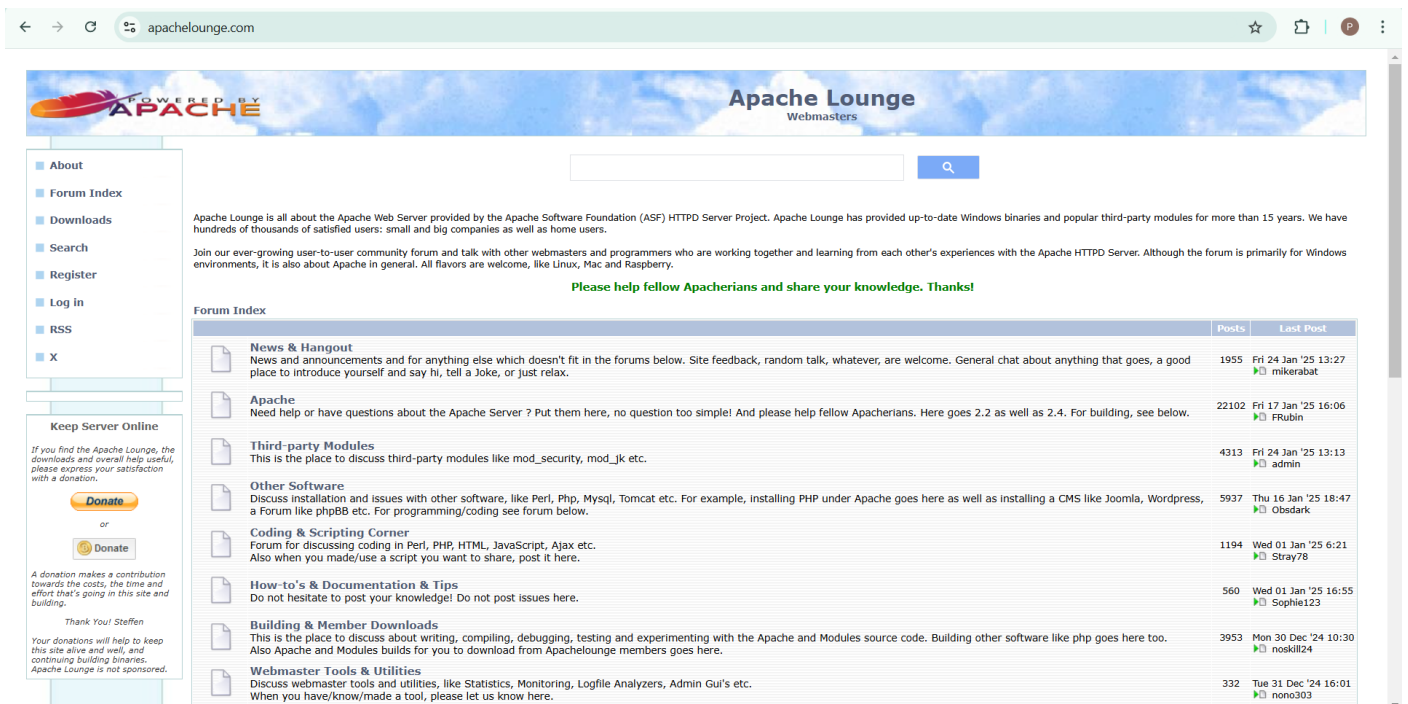 apachelounge.com
P
POWERED BY
APACHE
Apache Lounge
Webmasters
About
Forum Index
Downloads
Search
Register
Log in
RSS
X
Keep Server Online
If you find the Apache Lounge, the
downloads and overall help useful,
please express your satisfaction
with a donation.
Donate
or
Donate
A donation makes a contribution
towards the costs, the time and
effort that's going in this site and
building.
Thank You! Steffen
Your donations will help to keep
this site alive and well, and
continuing building binaries.
Apache Lounge is not sponsored.
Apache Lounge is all about the Apache Web Server provided by the Apache Software Foundation (ASF) HTTPD Server Project. Apache Lounge has provided up-to-date Windows binaries and popular third-party modules for more than 15 years. We have
hundreds of thousands of satisfied users: small and big companies as well as home users.
Join our ever-growing user-to-user community forum and talk with other webmasters and programmers who are working together and learning from each other's experiences with the Apache HTTPD Server. Although the forum is primarily for Windows
environments, it is also about Apache in general. All flavors are welcome, like Linux, Mac and Raspberry.
Please help fellow Apacherians and share your knowledge. Thanks!
Forum Index
Posts Last Post
News & Hangout
News and announcements and for anything else which doesn't fit in the forums below. Site feedback, random talk, whatever, are welcome. General chat about anything that goes, a good 1955 Fri 24 Jan '25 13:27
place to introduce yourself and say hi, tell a Joke, or just relax. mikerabat
Apache
Need help or have questions about the Apache Server ? Put them here, no question too simple! And please help fellow Apacherians. Here goes 2.2 as well as 2.4. For building, see below. 22102 Fri 17 Jan '25 16:06
FRubin
Third-party Modules
This is the place to discuss third-party modules like mod_security, mod_jk etc. 4313 Fri 24 Jan '25 13:13
admin
Other Software
Discuss installation and issues with other software, like Perl, Php, Mysql, Tomcat etc. For example, installing PHP under Apache goes here as well as installing a CMS like Joomla, Wordpress, 5937 Thu 16 Jan '25 18:47
a Forum like phpBB etc. For programming/coding see forum below. Obsdark
Coding & Scripting Corner
Forum for discussing coding in Perl, PHP, HTML, JavaScript, Ajax etc. 1194 Wed 01 Jan '25 6:21
Also when you made/use a script you want to share, post it here. Stray78
How-to's & Documentation & Tips
Do not hesitate to post your knowledge! Do not post issues here. 560 Wed 01 Jan '25 16:55
Sophie123
Building & Member Downloads
This is the place to discuss about writing, compiling, debugging, testing and experimenting with the Apache and Modules source code. Building other software like php goes here too. 3953 Mon 30 Dec '24 10:30
Also Apache and Modules builds for you to download from Apachelounge members goes here. noskill24
Webmaster Tools & Utilities
Discuss webmaster tools and utilities, like Statistics, Monitoring, Logfile Analyzers, Admin Gui's etc. 332 Tue 31 Dec '24 16:01
When you have/know/made a tool, please let us know here. nono303